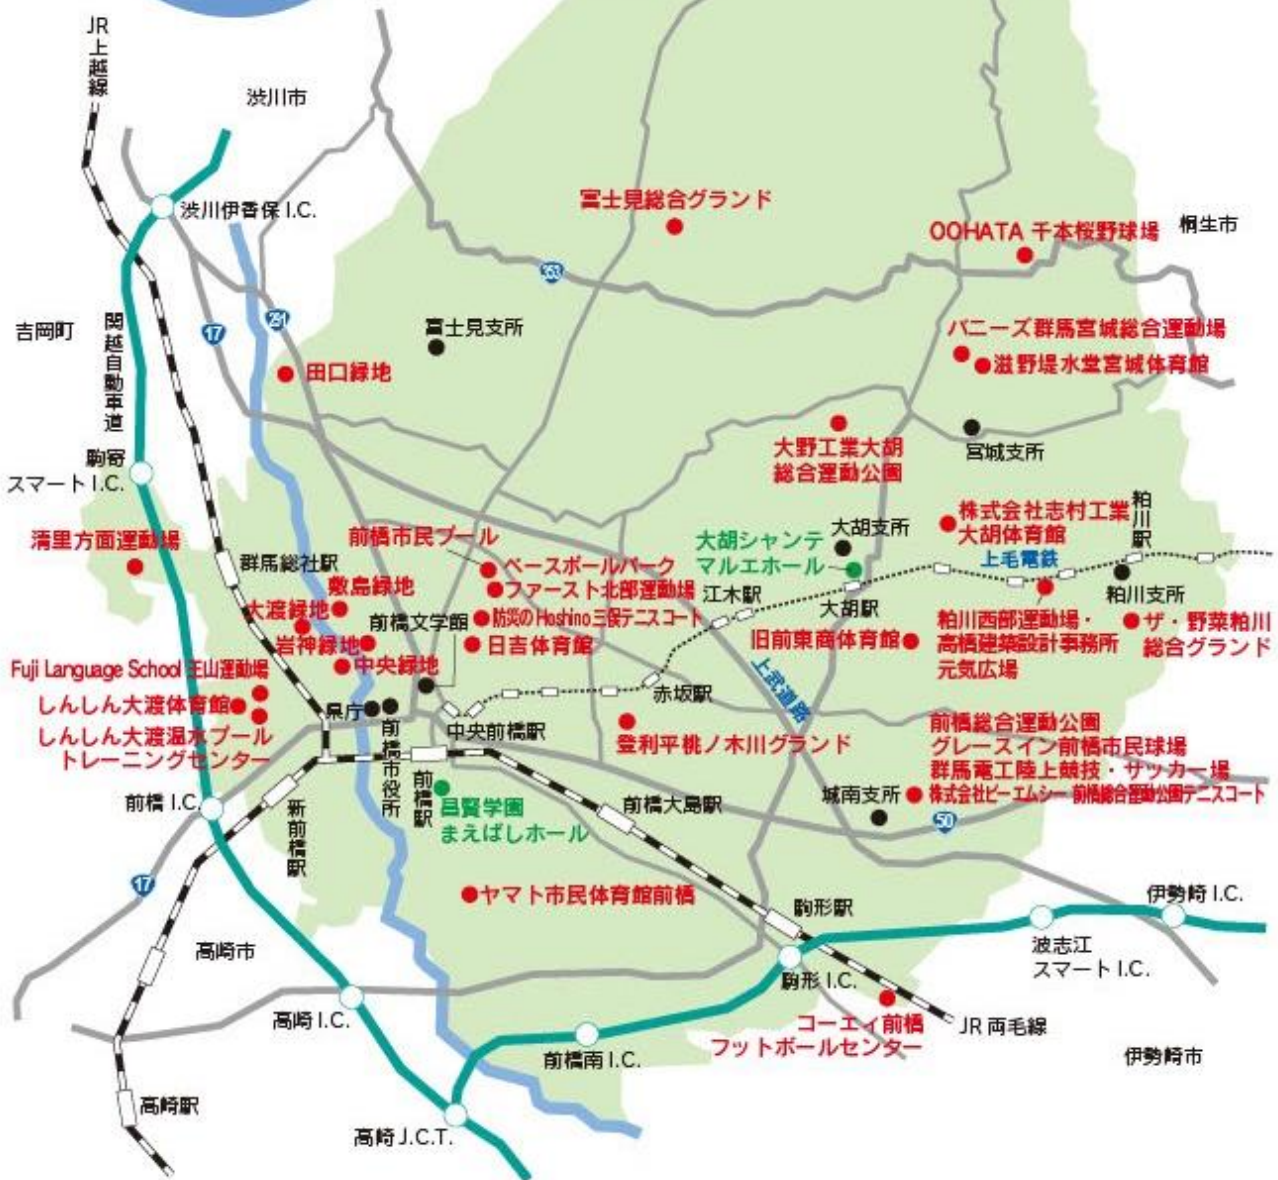 JR上越線
渋川市
渋川伊香保 I.C.
富士見総合グランド
OOHATA 千本桜野球場
桐生市
353
吉岡町
関越自動車道
17
291
富士見支所
バニーズ群馬宮城総合運動場
滋野堤水堂宮城体育館
田口緑地
大野工業大胡
総合運動公園
宮城支所
駒寄
スマート I.C.
清里方面運動場
群馬総社駅
前橋市民プール
ベースボールパーク
ファースト北部運動場
大胡シャンテ
マルエホール
大胡支所
株式会社志村工業
大胡体育館
粕川駅
上毛電鉄
粕川支所
敷島緑地
大渡緑地
前橋文学館
防災のHoshino三俣テニスコート
江木駅
大胡駅
岩神緑地
中央緑地
日吉体育館
旧前東商体育館
粕川西部運動場・
高橋建築設計事務所
元気広場
ザ・野菜粕川
総合グランド
Fuji Language School 王山運動場
しんしん大渡体育館
しんしん大渡温水プール
トレーニングセンター
県庁
前橋市役所
中央前橋駅
赤坂駅
上武道路
登利平桃ノ木川グランド
前橋総合運動公園
グレースイン前橋市民球場
群馬電工陸上競技・サッカー場
株式会社ピーエムシー前橋総合運動公園テニスコート
前橋 I.C.
新前橋駅
前橋駅
昌賢学園
まえばしホール
前橋大島駅
城南支所
50
17
ヤマト市民体育館前橋
駒形駅
伊勢崎 I.C.
高崎市
波志江
スマート I.C.
高崎 I.C.
駒形 I.C.
コーエィ前橋
フットボールセンター
JR 両毛線
前橋南 I.C.
伊勢崎市
高崎駅
高崎 J.C.T.